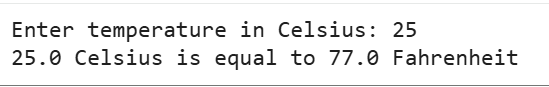 Enter temperature in Celsius: 25
25.0 Celsius is equal to 77.0 Fahrenheit